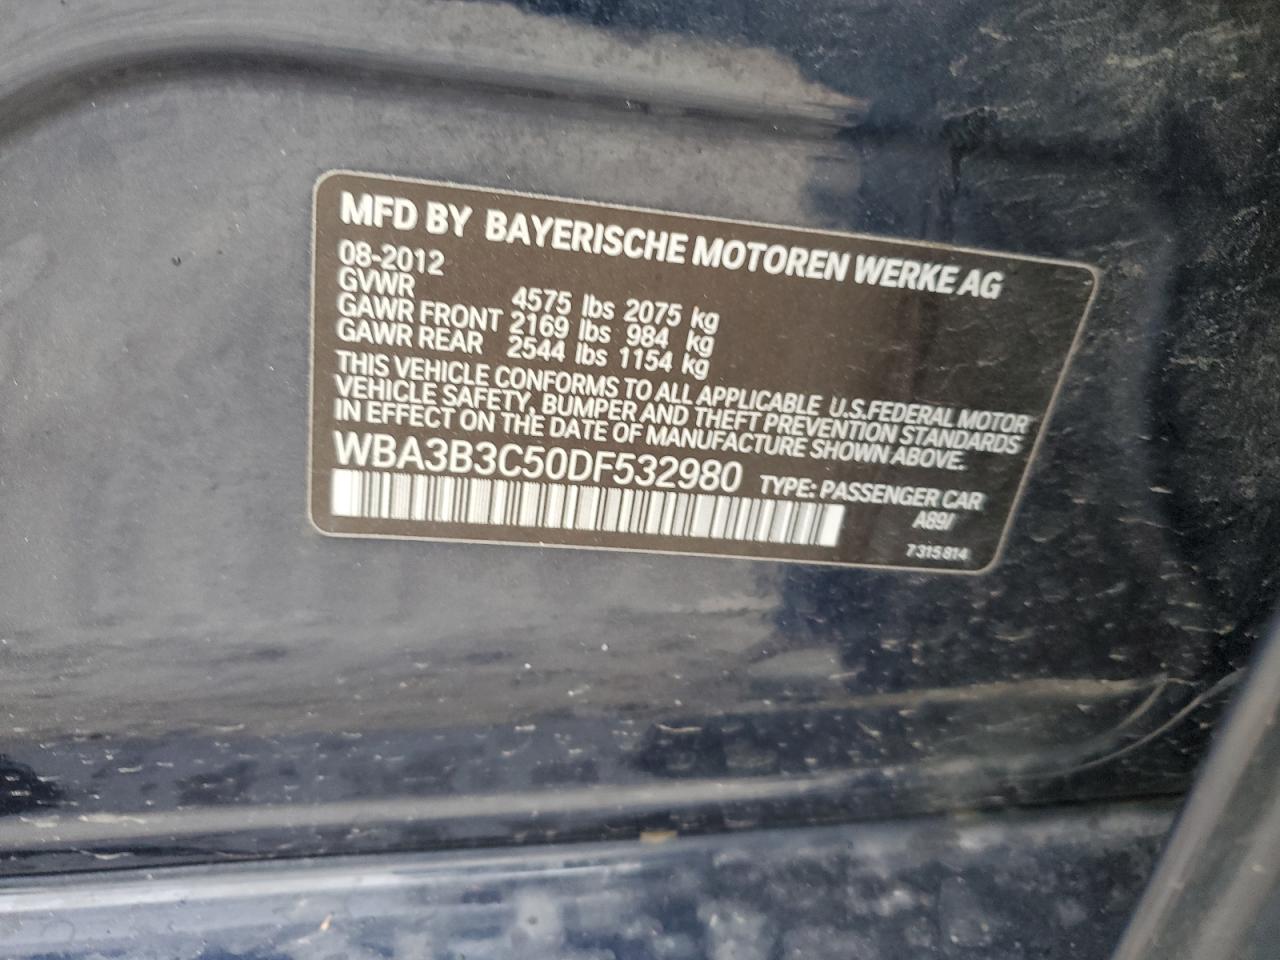 MFD BY BAYERISCHE MOTOREN WERKE AG
08-2012
GVWR 4575 lbs 2075 kg
GAWR FRONT 2169 lbs 984 kg
GAWR REAR 2544 lbs 1154 kg
THIS VEHICLE CONFORMS TO ALL APPLICABLE U.S.FEDERAL MOTOR
VEHICLE SAFETY, BUMPER AND THEFT PREVENTION STANDARDS
IN EFFECT ON THE DATE OF MANUFACTURE SHOWN ABOVE.
WBA3B3C50DF532980 TYPE: PASSENGER CAR
A89/
7315814